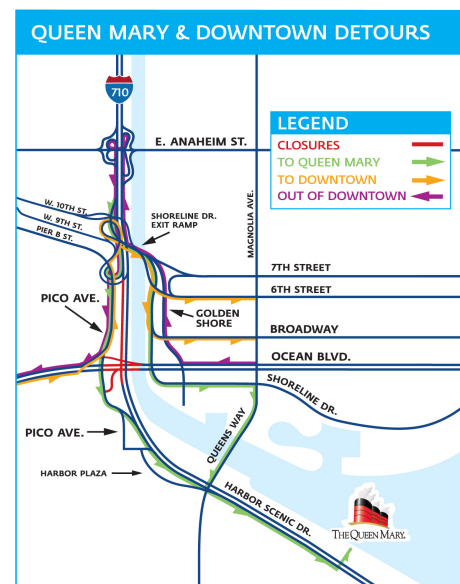 QUEEN MARY & DOWNTOWN DETOURS
710
E. ANAHEIM ST.
LEGEND
CLOSURES
TO QUEEN MARY
TO DOWNTOWN
OUT OF DOWNTOWN
W. 10TH ST.
W. 9TH ST.
PIER B ST.
SHORELINE DR.
EXIT RAMP
MAGNOLIA AVE.
7TH STREET
6TH STREET
PICO AVE.
GOLDEN
SHORE
BROADWAY
OCEAN BLVD.
SHORELINE DR.
PICO AVE.
QUEENS WAY
HARBOR PLAZA
HARBOR SCENIC DR.
THE QUEEN MARY.